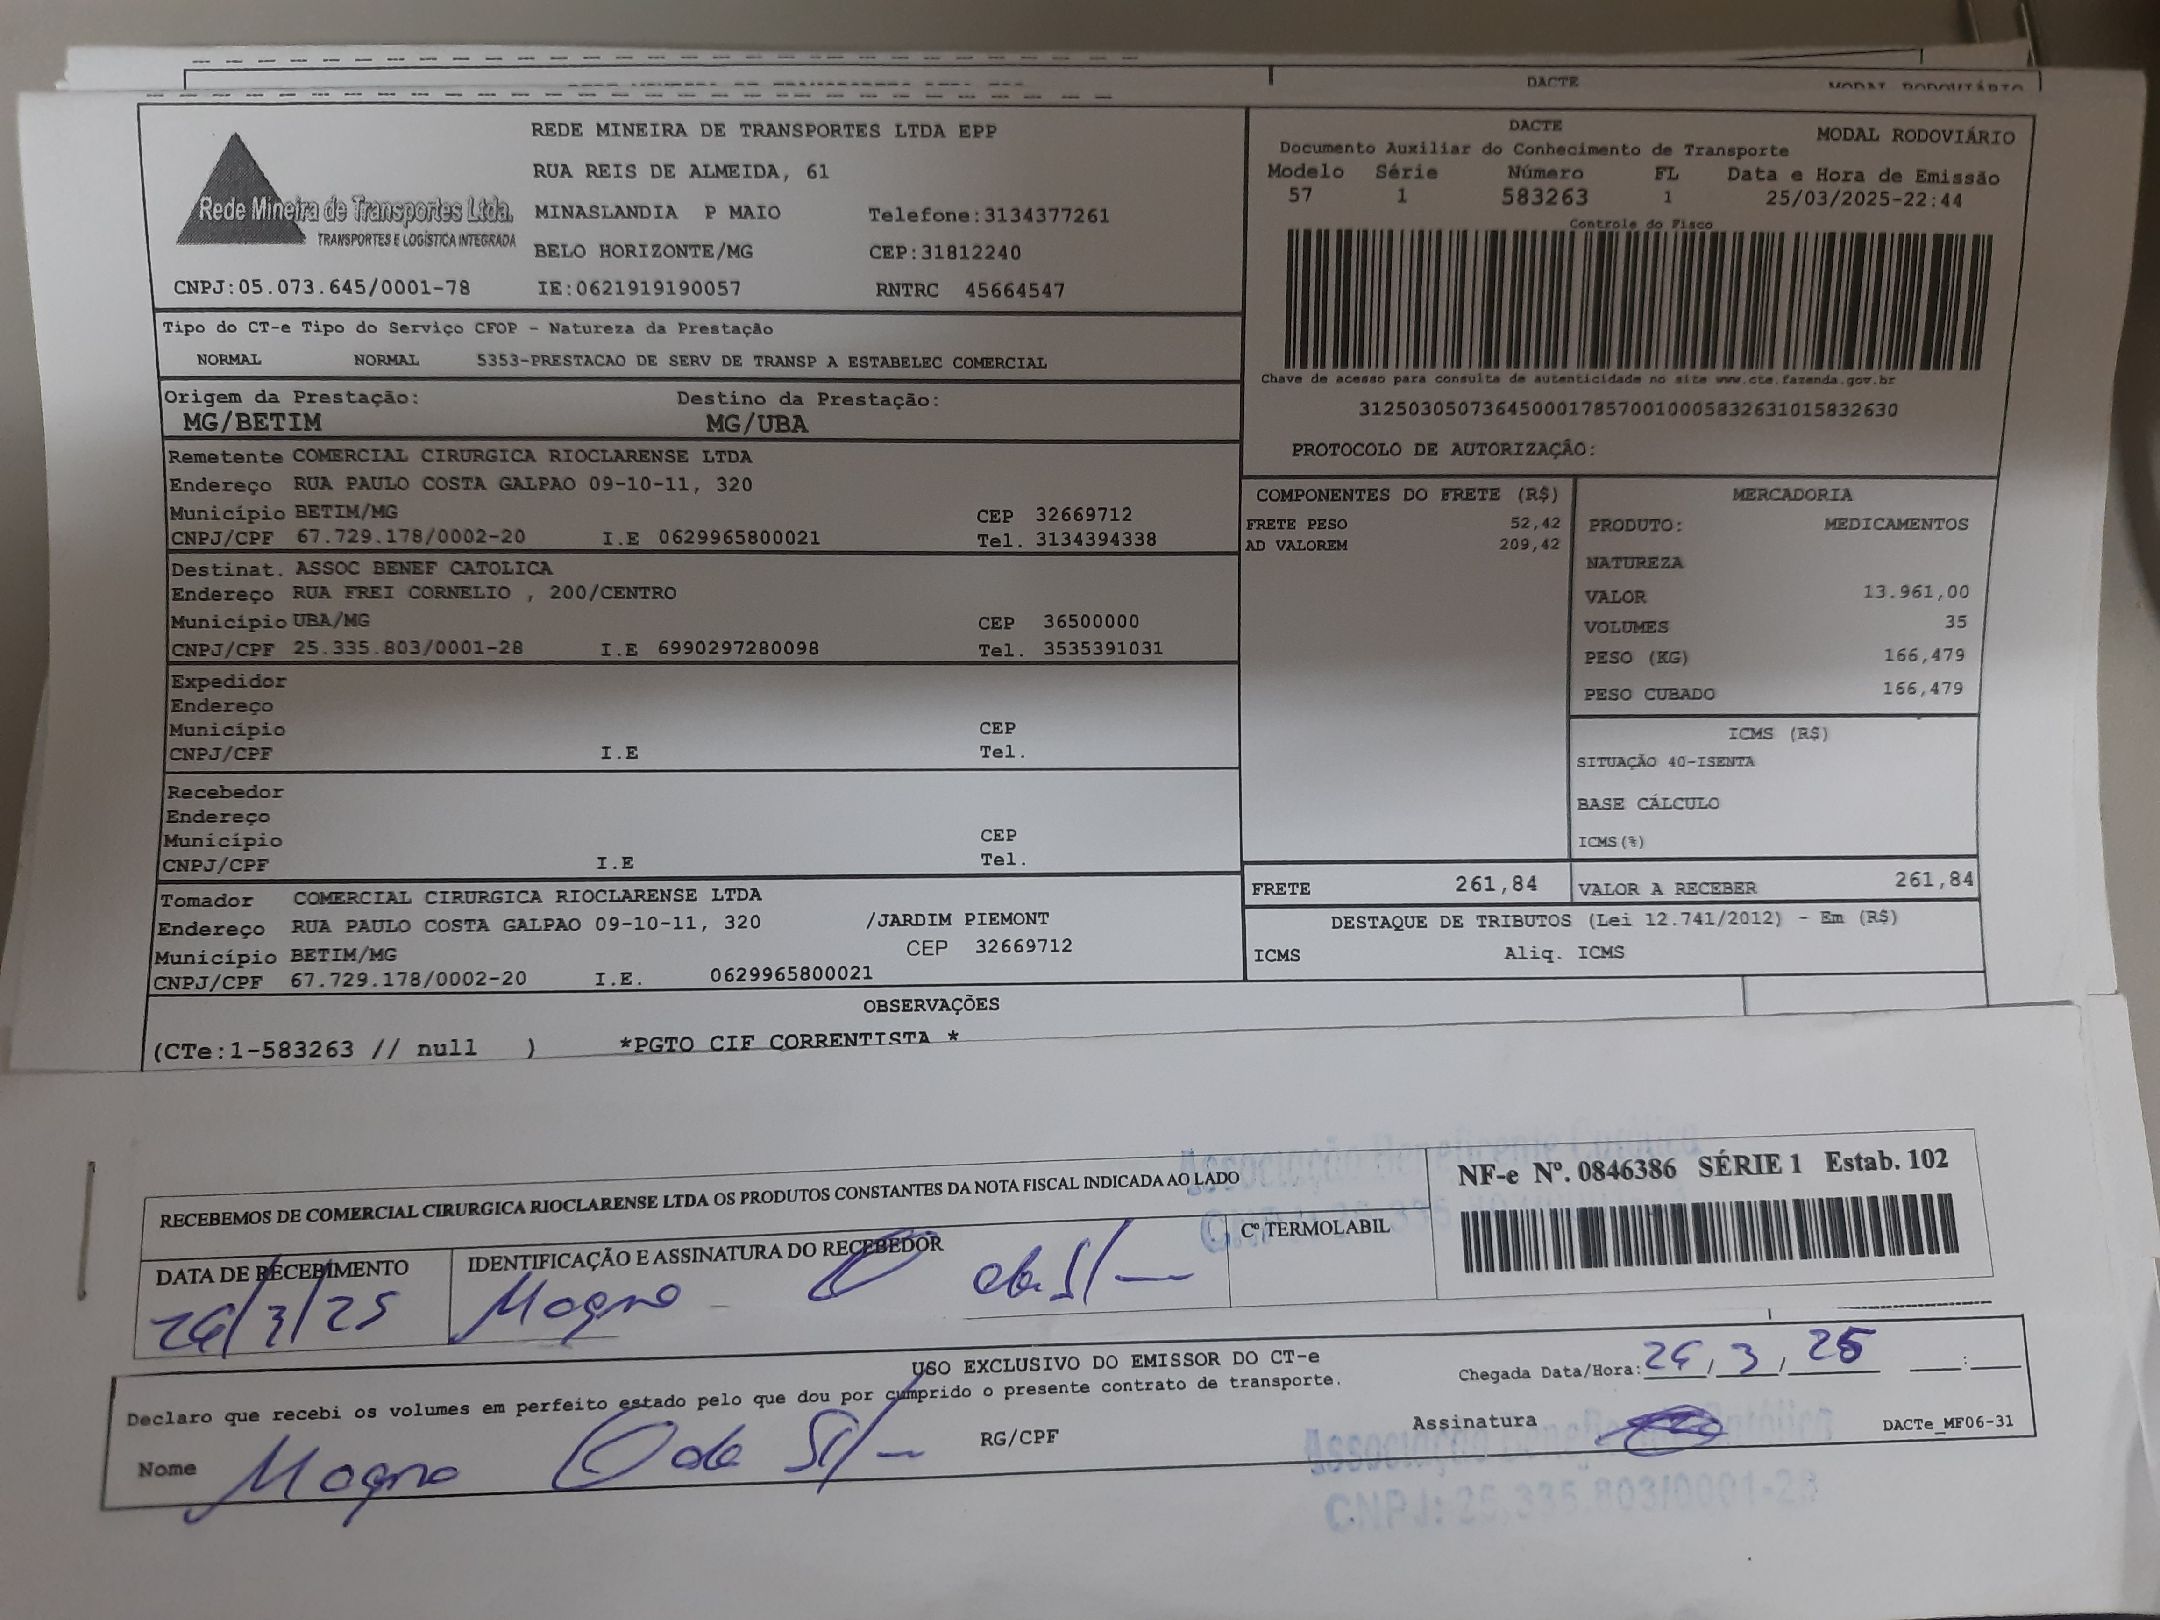 DACTE
MODAL RODOVIÁRIO
REDE MINEIRA DE TRANSPORTES LTDA EPP
RUA REIS DE ALMEIDA, 61
MINASLANDIA P MAIO Telefone:3134377261
BELO HORIZONTE/MG CEP:31812240
Rede Mineira de Transportes Ltda.
TRANSPORTES E LOGÍSTICA INTEGRADA
CNPJ:05.073.645/0001-78 IE:0621919190057 RNTRC 45664547
DACTE MODAL RODOVIÁRIO
Documento Auxiliar do Conhecimento de Transporte
Modelo Série Número FL Data e Hora de Emissão
57 1 583263 1 25/03/2025-22:44
Controle do Fisco
Chave de acesso para consulta de autenticidade no site www.cte.fazenda.gov.br
31250305073645000178570010005832631015832630
PROTOCOLO DE AUTORIZAÇÃO:
Tipo do CT-e Tipo do Serviço CFOP - Natureza da Prestação
NORMAL NORMAL 5353-PRESTACAO DE SERV DE TRANSP A ESTABELEC COMERCIAL
Origem da Prestação: Destino da Prestação:
MG/BETIM MG/UBA
Remetente COMERCIAL CIRURGICA RIOCLARENSE LTDA
Endereço RUA PAULO COSTA GALPAO 09-10-11, 320
Município BETIM/MG CEP 32669712
CNPJ/CPF 67.729.178/0002-20 I.E 0629965800021 Tel. 3134394338
Destinat. ASSOC BENEF CATOLICA
Endereço RUA FREI CORNELIO , 200/CENTRO
Município UBA/MG CEP 36500000
CNPJ/CPF 25.335.803/0001-28 I.E 6990297280098 Tel. 3535391031
Expedidor
Endereço
Município CEP
CNPJ/CPF I.E Tel.
Recebedor
Endereço
Município CEP
CNPJ/CPF I.E Tel.
Tomador COMERCIAL CIRURGICA RIOCLARENSE LTDA
Endereço RUA PAULO COSTA GALPAO 09-10-11, 320 /JARDIM PIEMONT
Município BETIM/MG CEP 32669712
CNPJ/CPF 67.729.178/0002-20 I.E. 0629965800021
COMPONENTES DO FRETE (R$)
FRETE PESO 52,42
AD VALOREM 209,42
MERCADORIA
PRODUTO: MEDICAMENTOS
NATUREZA
VALOR 13.961,00
VOLUMES 35
PESO (KG) 166,479
PESO CUBADO 166,479
ICMS (R$)
SITUAÇÃO 40-ISENTA
BASE CÁLCULO
ICMS(%)
FRETE 261,84 VALOR A RECEBER 261,84
DESTAQUE DE TRIBUTOS (Lei 12.741/2012) - Em (R$)
ICMS Aliq. ICMS
OBSERVAÇÕES
(CTe:1-583263 // null ) *PGTO CIF CORRENTISTA *
RECEBEMOS DE COMERCIAL CIRURGICA RIOCLARENSE LTDA OS PRODUTOS CONSTANTES DA NOTA FISCAL INDICADA AO LADO
NF-e Nº. 0846386 SÉRIE 1 Estab. 102
DATA DE RECEBIMENTO IDENTIFICAÇÃO E ASSINATURA DO RECEBEDOR Cº TERMOLABIL
26/3/25 Magno O da
USO EXCLUSIVO DO EMISSOR DO CT-e
Chegada Data/Hora: 26/3/25 :
Declaro que recebi os volumes em perfeito estado pelo que dou por cumprido o presente contrato de transporte.
Nome Magno O da RG/CPF Assinatura DACTe_MF06-31
Associação Beneficente Católica
CNPJ: 25.335.803/0001-28